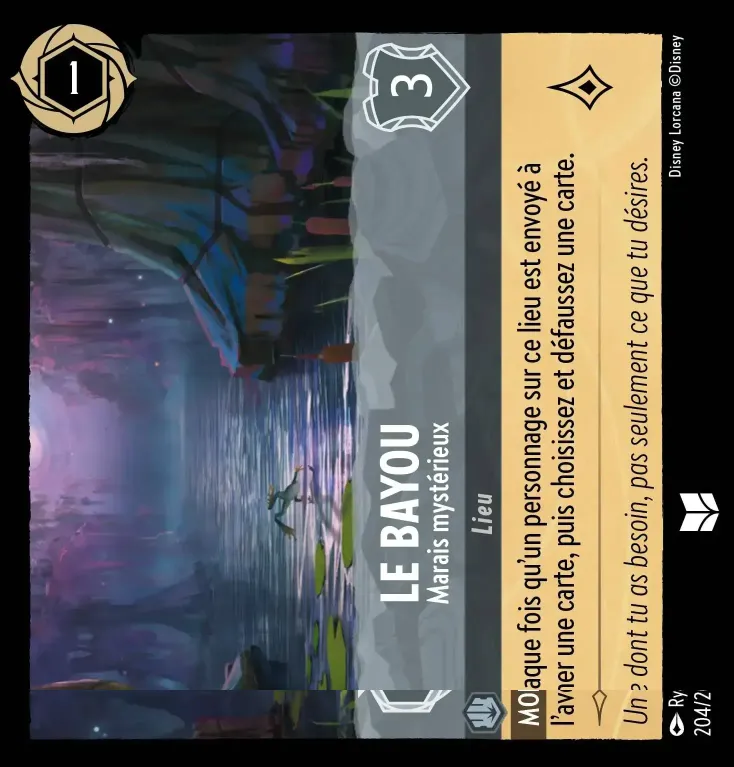 1
3
LE BAYOU
Marais mystérieux
Lieu
MO aque fois qu'un personnage sur ce lieu est envoyé à
l'av er une carte, puis choisissez et défaussez une carte.
Un e dont tu as besoin, pas seulement ce que tu désires.
Ry
204/2
Disney Lorcana ©Disney